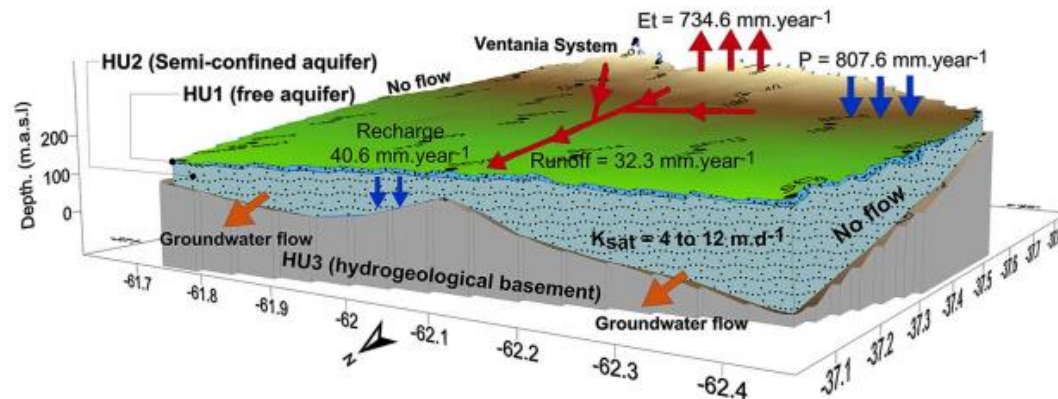 Et = 734.6 mm.year-1
Ventania System
P = 807.6 mm.year-1
HU2 (Semi-confined aquifer)
HU1 (free aquifer)
No flow
Depth. (m.a.s.l)
200
100
0
Recharge
40.6 mm.year-1
Runoff = 32.3 mm.year-1
No flow
Ksat = 4 to 12 m.d-1
Groundwater flow
HU3 (hydrogeological basement)
Groundwater flow
-61.7
-61.8
-61.9
-62
-62.1
-62.2
-62.3
-62.4
-37.1
-37.2
-37.3
-37.4
-37.5
-37.6
-37.7
Z